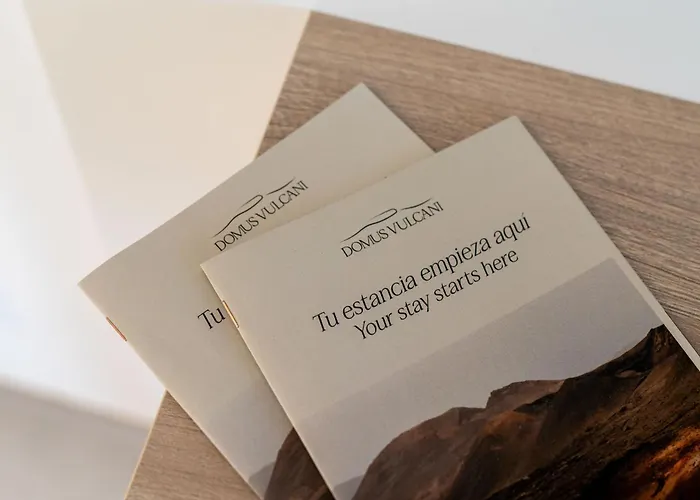 DOMUS VULCANI
Tu
DOMUS VULCANI
Tu estancia empieza aquí
Your stay starts here